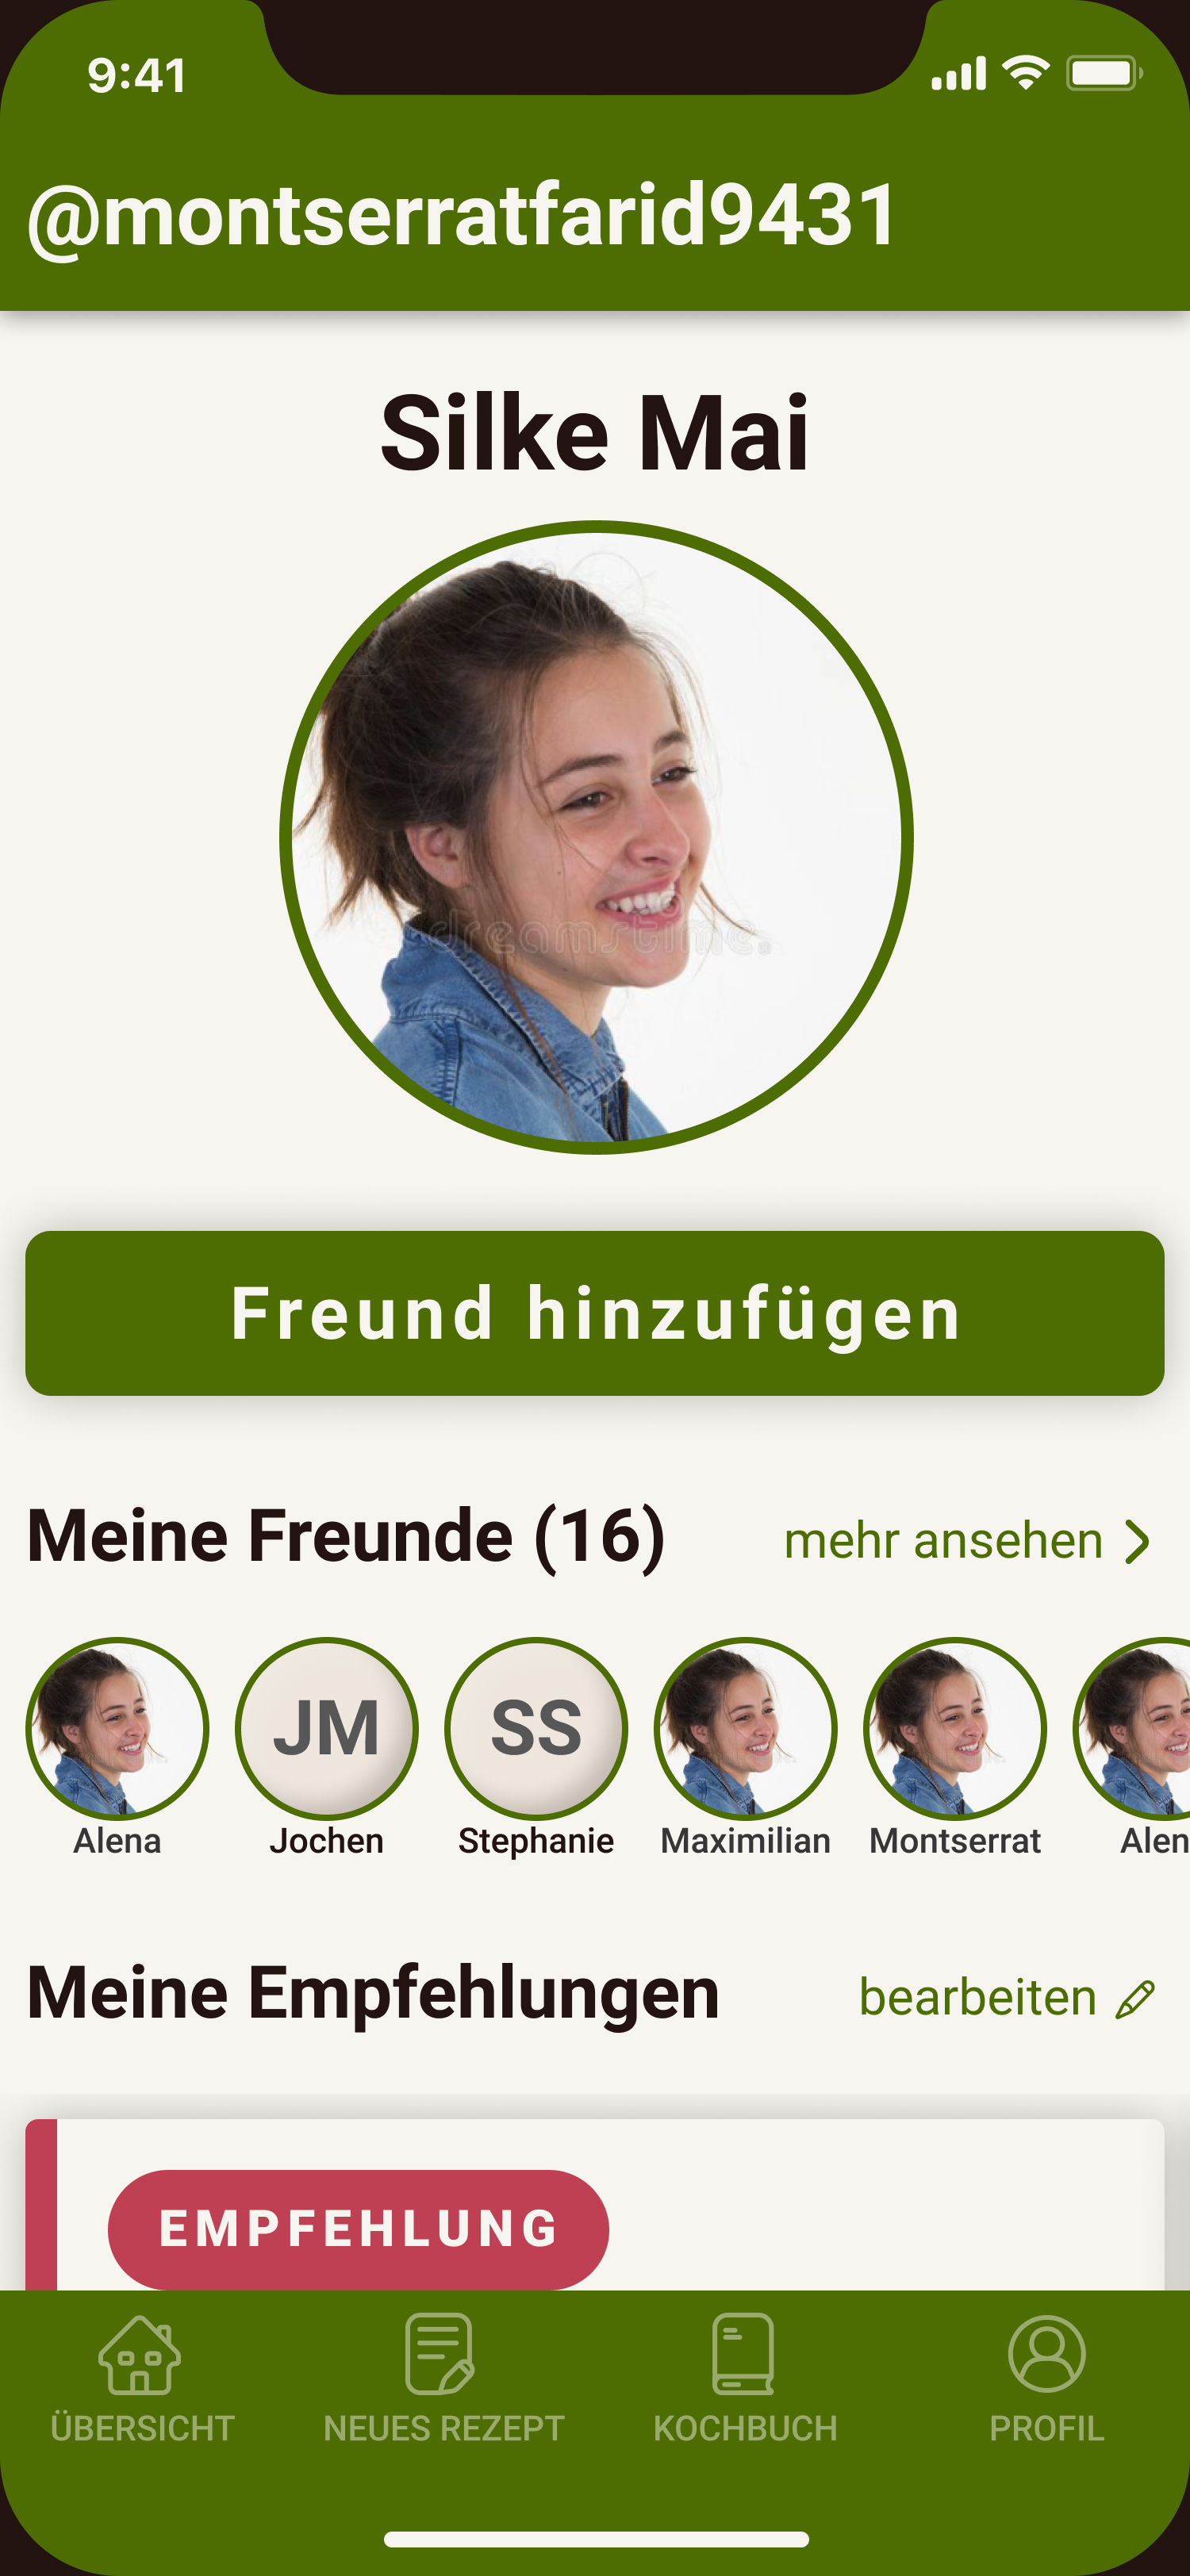 9:41
@montserratfarid9431
Silke Mai
dreamstime.
Freund hinzufügen
Meine Freunde (16)
mehr ansehen
JM
SS
Alena
Jochen
Stephanie
Maximilian
Montserrat
Alen
Meine Empfehlungen
bearbeiten
EMPFEHLUNG
ÜBERSICHT
NEUES REZEPT
KOCHBUCH
PROFIL